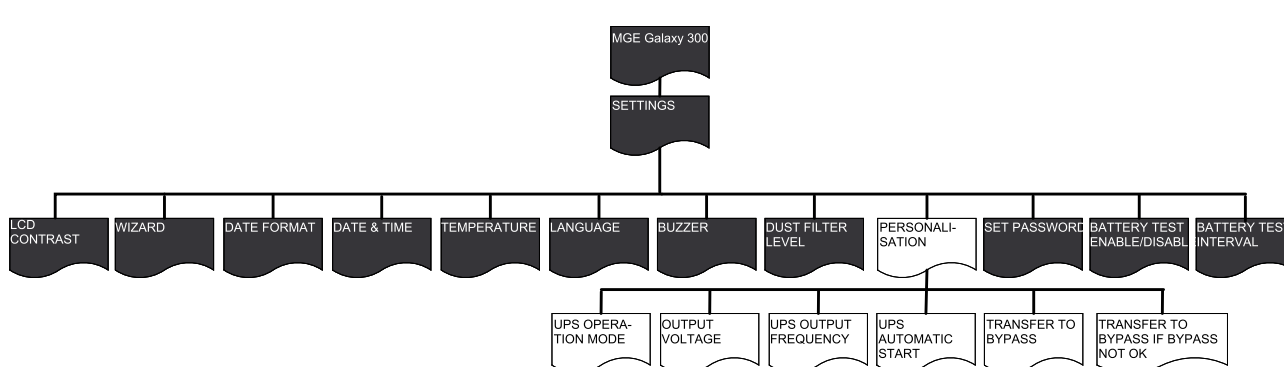 MGE Galaxy 300
SETTINGS
LCD
CONTRAST
WIZARD
DATE FORMAT
DATE & TIME
TEMPERATURE
LANGUAGE
BUZZER
DUST FILTER
LEVEL
PERSONALI-
SATION
SET PASSWORD
BATTERY TEST
ENABLE/DISABL
BATTERY TES
INTERVAL
UPS OPERA-
TION MODE
OUTPUT
VOLTAGE
UPS OUTPUT
FREQUENCY
UPS
AUTOMATIC
START
TRANSFER TO
BYPASS
TRANSFER TO
BYPASS IF BYPASS
NOT OK